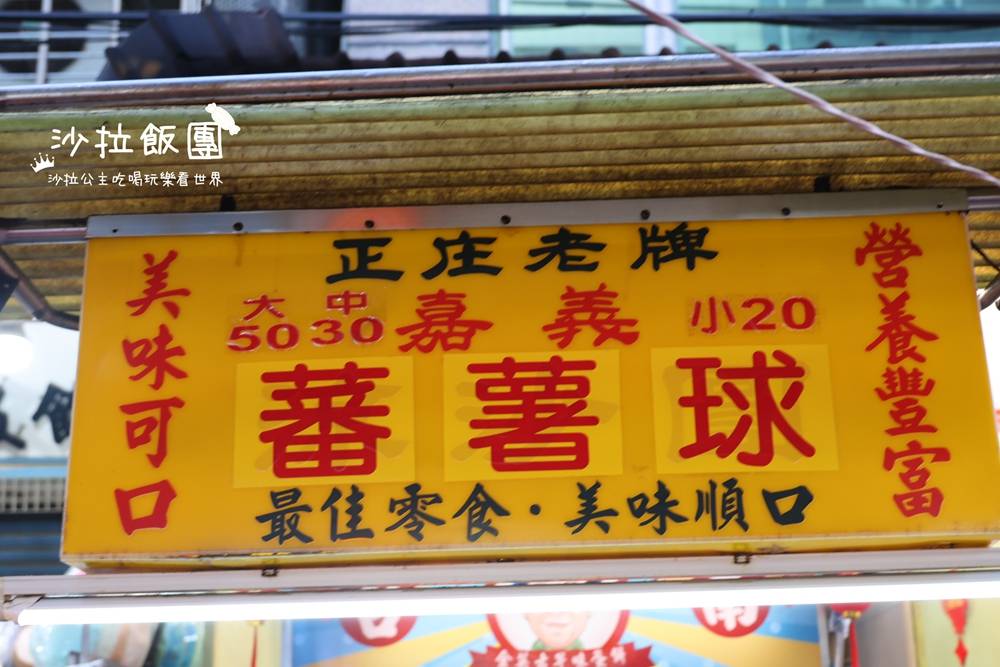 沙拉飯團
沙拉公主吃喝玩樂看世界
正庄老牌
美味可口
大 中
50 30
嘉義
小20
營養豐富
蕃薯球
最佳零食·美味順口